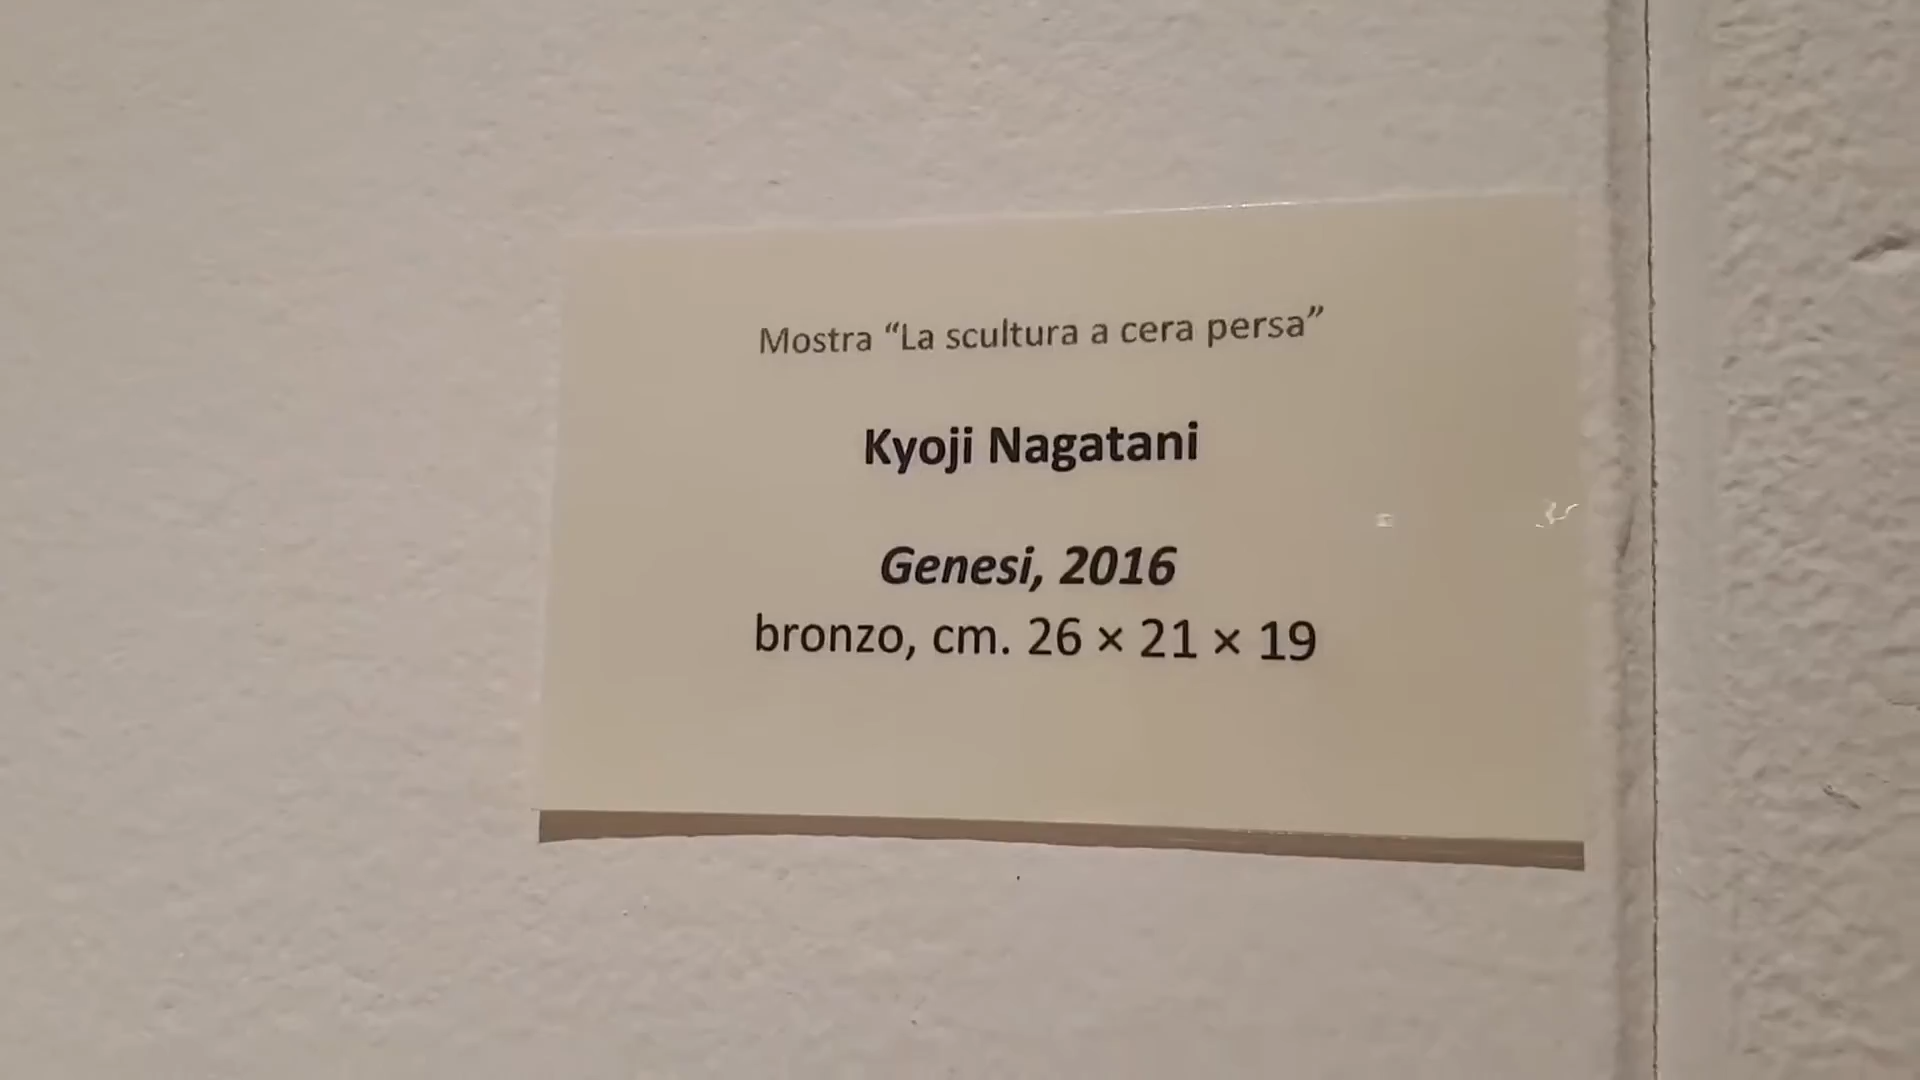 Mostra “La scultura a cera persa”
Kyoji Nagatani
Genesi, 2016
bronzo, cm. 26 × 21 × 19